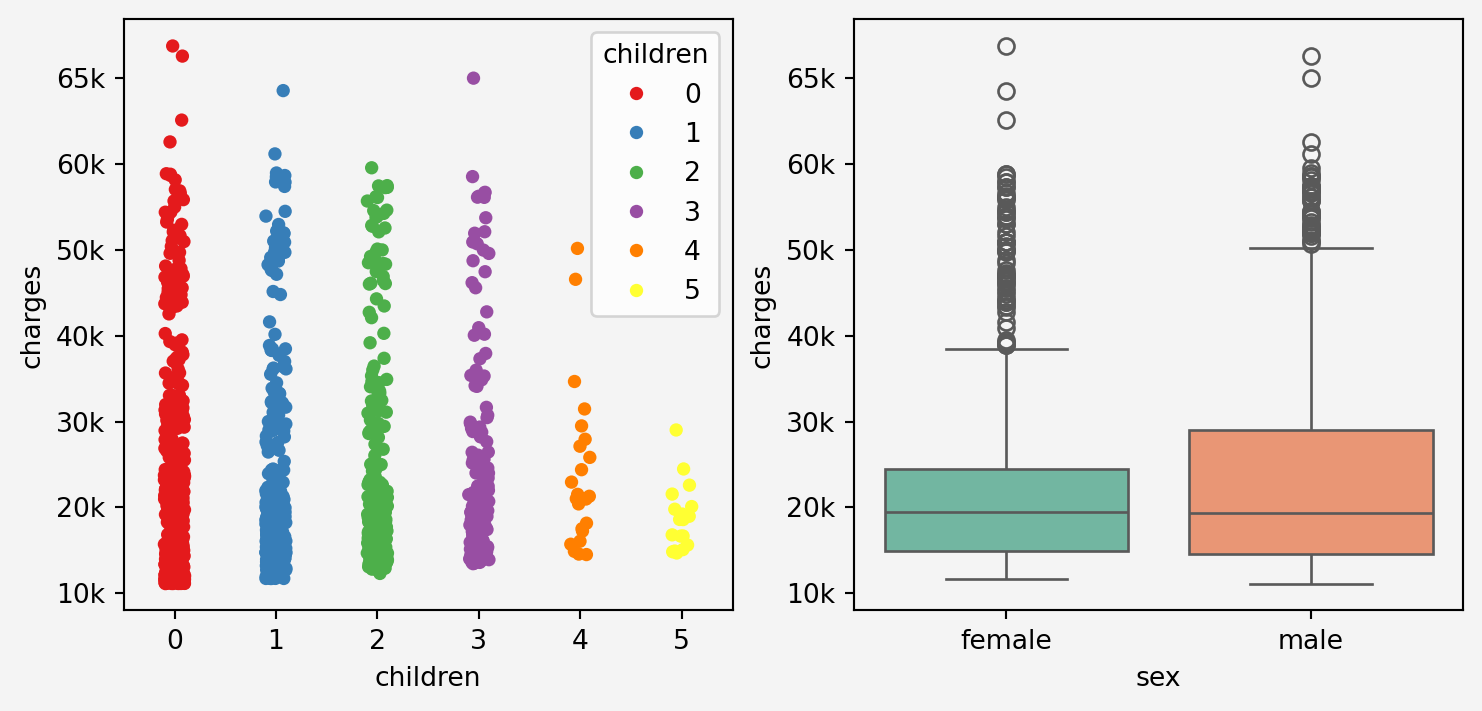 charges
65k
60k
50k
40k
30k
20k
10k
0 1 2 3 4 5
children
children
0
1
2
3
4
5
charges
65k
60k
50k
40k
30k
20k
10k
female male
sex